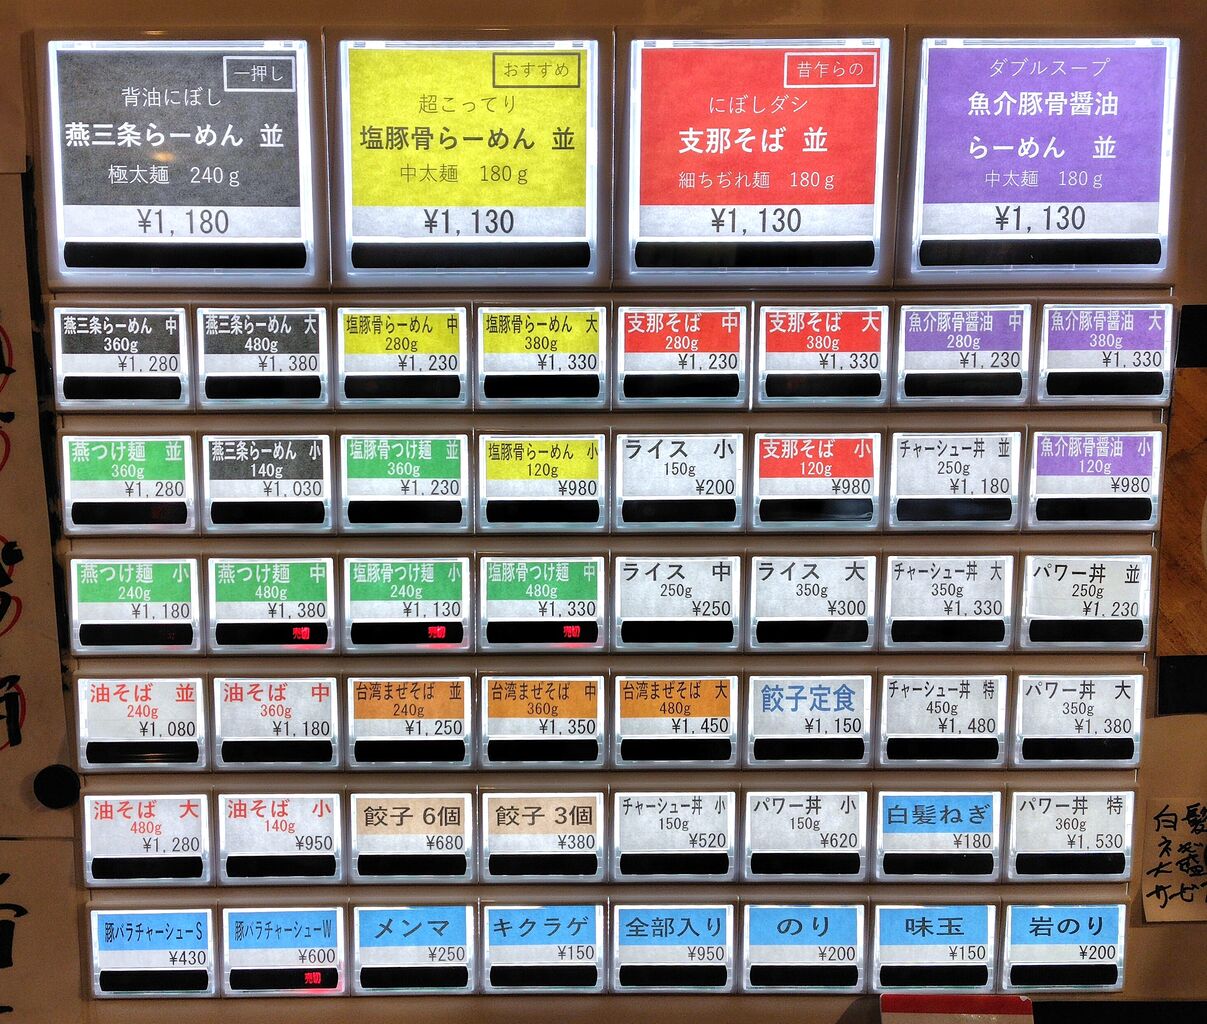 一押し
背油にぼし
燕三条らーめん 並
極太麺 240g
¥1,180
おすすめ
超こってり
塩豚骨らーめん 並
中太麺 180g
¥1,130
昔乍らの
にぼしダシ
支那そば 並
細ちぢれ麺 180g
¥1,130
ダブルスープ
魚介豚骨醤油
らーめん 並
中太麺 180g
¥1,130
燕三条らーめん 中
360g
¥1,280
燕三条らーめん 大
480g
¥1,380
塩豚骨らーめん 中
280g
¥1,230
塩豚骨らーめん 大
380g
¥1,330
支那そば 中
280g
¥1,230
支那そば 大
380g
¥1,330
魚介豚骨醤油 中
280g
¥1,230
魚介豚骨醤油 大
380g
¥1,330
燕つけ麺 並
360g
¥1,280
燕三条らーめん 小
140g
¥1,030
塩豚骨つけ麺 並
360g
¥1,230
塩豚骨らーめん 小
120g
¥980
ライス 小
150g
¥200
支那そば 小
120g
¥980
チャーシュー丼 並
250g
¥1,180
魚介豚骨醤油 小
120g
¥980
燕つけ麺 小
240g
¥1,180
燕つけ麺 中
480g
¥1,380
売切
塩豚骨つけ麺 小
240g
¥1,130
売切
塩豚骨つけ麺 中
480g
¥1,330
売切
ライス 中
250g
¥250
ライス 大
350g
¥300
チャーシュー丼 大
350g
¥1,330
パワー丼 並
250g
¥1,230
油そば 並
240g
¥1,080
油そば 中
360g
¥1,180
台湾まぜそば 並
240g
¥1,250
台湾まぜそば 中
360g
¥1,350
台湾まぜそば 大
480g
¥1,450
餃子定食
¥1,150
チャーシュー丼 特
450g
¥1,480
パワー丼 大
350g
¥1,380
油そば 大
480g
¥1,280
油そば 小
140g
¥950
餃子 6個
¥680
餃子 3個
¥380
チャーシュー丼 小
150g
¥520
パワー丼 小
150g
¥620
白髪ねぎ
¥180
パワー丼 特
360g
¥1,530
豚バラチャーシューS
¥430
豚バラチャーシューW
¥600
売切
メンマ
¥250
キクラゲ
¥150
全部入り
¥950
のり
¥200
味玉
¥150
岩のり
¥200
白髪